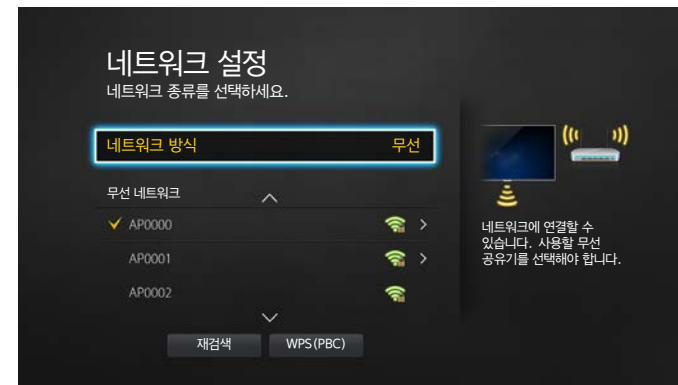 네트워크 설정
네트워크 종류를 선택하세요.
네트워크 방식 무선
무선 네트워크
AP0000
AP0001
AP0002
재검색 WPS(PBC)
네트워크에 연결할 수
있습니다. 사용할 무선
공유기를 선택해야 합니다.